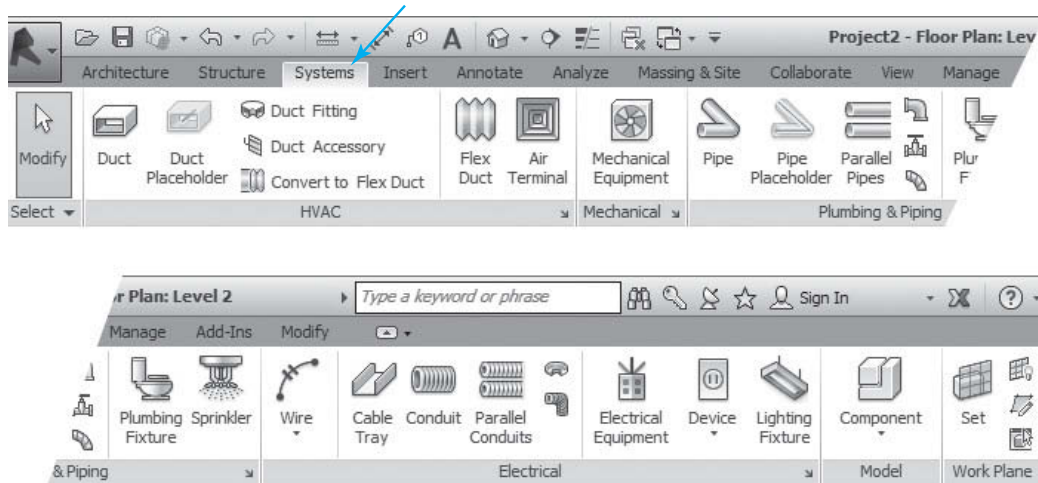 Project2 - Floor Plan: Lev
Architecture Structure Systems Insert Annotate Analyze Massing & Site Collaborate View Manage
Modify
Duct
Duct Placeholder
Duct Fitting
Duct Accessory
Convert to Flex Duct
Flex Duct
Air Terminal
Mechanical Equipment
Pipe
Pipe Placeholder
Parallel Pipes
Select HVAC Mechanical Plumbing & Piping
r Plan: Level 2 Type a keyword or phrase Sign In
Manage Add-Ins Modify
Plumbing Fixture
Sprinkler
Wire
Cable Tray
Conduit
Parallel Conduits
Electrical Equipment
Device
Lighting Fixture
Component
Set
& Piping Electrical Model Work Plane